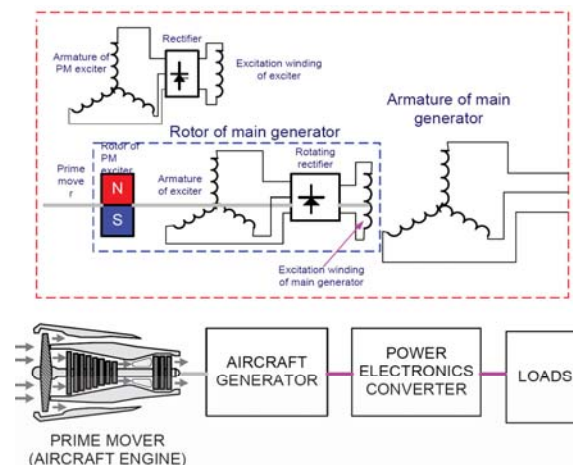 Rectifier
Armature of
PM exciter
Excitation winding
of exciter
Armature of main
generator
Rotor of main generator
Rotor of
PM
exciter
Prime
move
r
N
S
Armature of
exciter
Rotating
rectifier
Excitation winding
of main generator
AIRCRAFT
GENERATOR
POWER
ELECTRONICS
CONVERTER
LOADS
PRIME MOVER
(AIRCRAFT ENGINE)